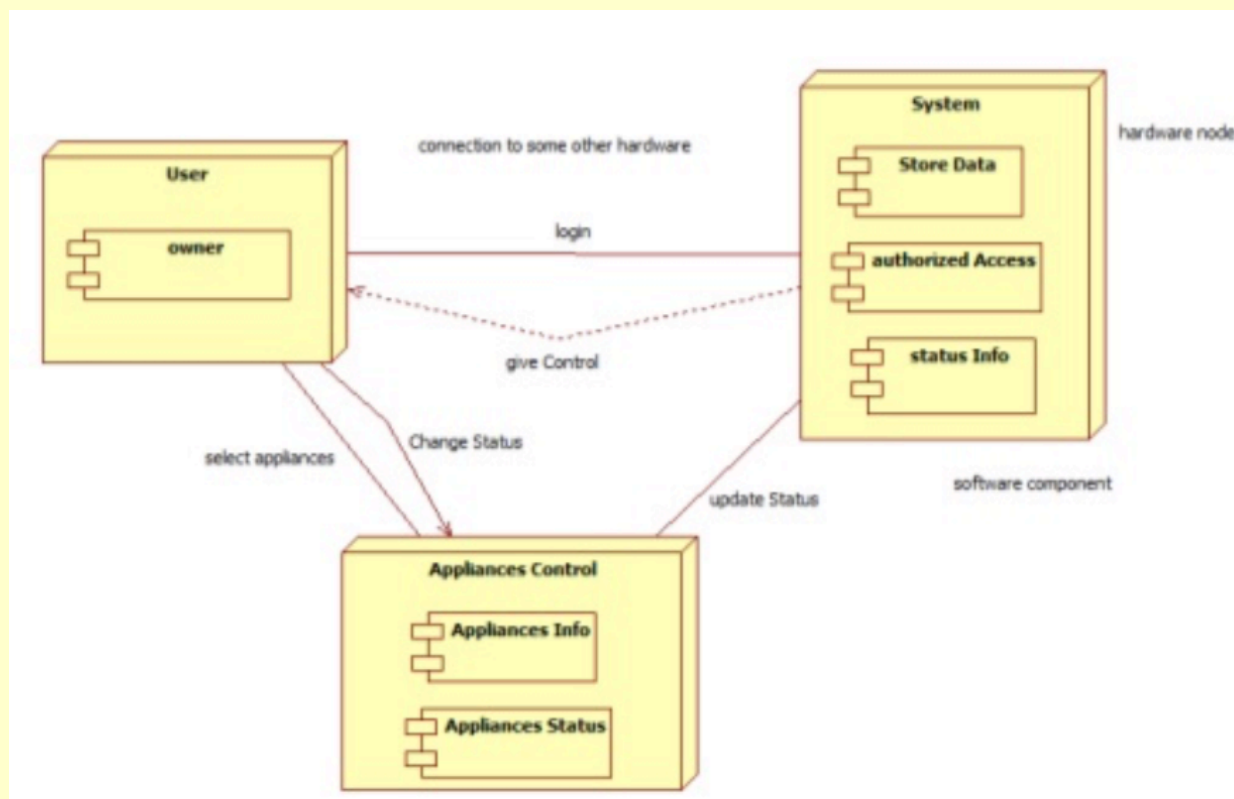 System
hardware node
connection to some other hardware
User
Store Data
owner
login
authorized Access
give Control
status Info
Change Status
select appliances
software component
update Status
Appliances Control
Appliances Info
Appliances Status